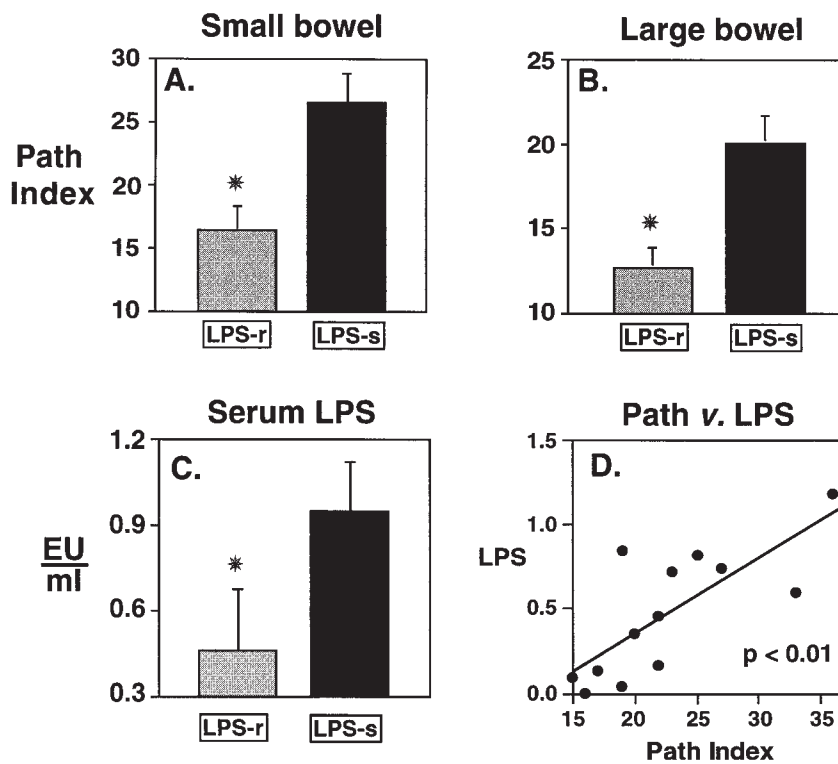 Small bowel
A.
Path
Index
30
25
20
15
10
*
LPS-r
LPS-s
Large bowel
B.
25
20
15
10
*
LPS-r
LPS-s
Serum LPS
C.
EU
ml
1.2
0.9
0.6
0.3
*
LPS-r
LPS-s
Path v. LPS
D.
LPS
1.5
1.0
0.5
0.0
p < 0.01
15 20 25 30 35
Path Index